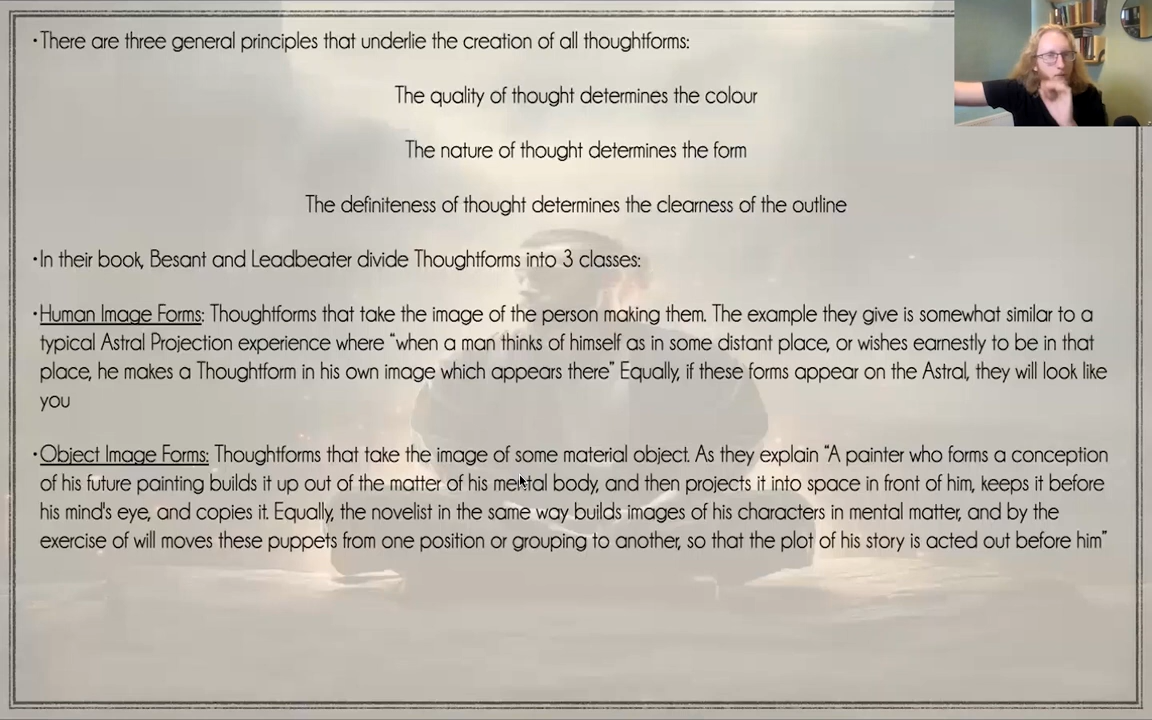 •There are three general principles that underlie the creation of all thoughtforms:
The quality of thought determines the colour
The nature of thought determines the form
The definiteness of thought determines the clearness of the outline
•In their book, Besant and Leadbeater divide Thoughtforms into 3 classes:
•Human Image Forms: Thoughtforms that take the image of the person making them. The example they give is somewhat similar to a
typical Astral Projection experience where “when a man thinks of himself as in some distant place, or wishes earnestly to be in that
place, he makes a Thoughtform in his own image which appears there” Equally, if these forms appear on the Astral, they will look like
you
•Object Image Forms: Thoughtforms that take the image of some material object. As they explain “A painter who forms a conception
of his future painting builds it up out of the matter of his mental body, and then projects it into space in front of him, keeps it before
his mind's eye, and copies it. Equally, the novelist in the same way builds images of his characters in mental matter, and by the
exercise of will moves these puppets from one position or grouping to another, so that the plot of his story is acted out before him”